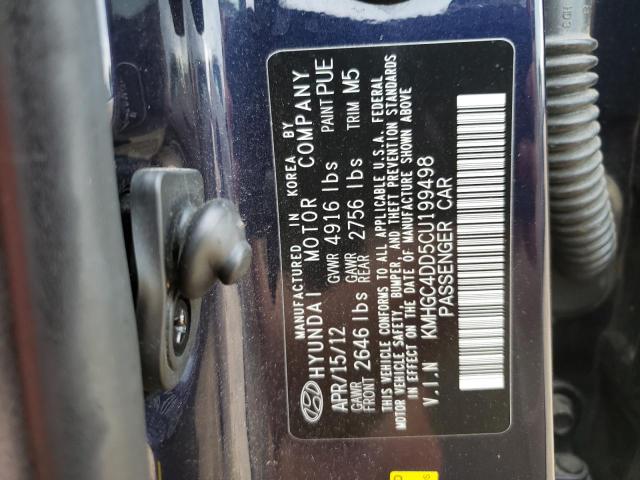 MANUFACTURED IN KOREA BY
HYUNDAI MOTOR COMPANY
APR/15/12 GVWR 4916 lbs PAINT PUE
GAWR FRONT 2646 lbs GAWR REAR 2756 lbs TRIM M5
THIS VEHICLE CONFORMS TO ALL APPLICABLE U.S.A. FEDERAL
MOTOR VEHICLE SAFETY, BUMPER, AND THEFT PREVENTION STANDARDS
IN EFFECT ON THE DATE OF MANUFACTURE SHOWN ABOVE
V.I.N KMHGC4DD5CU199498
PASSENGER CAR